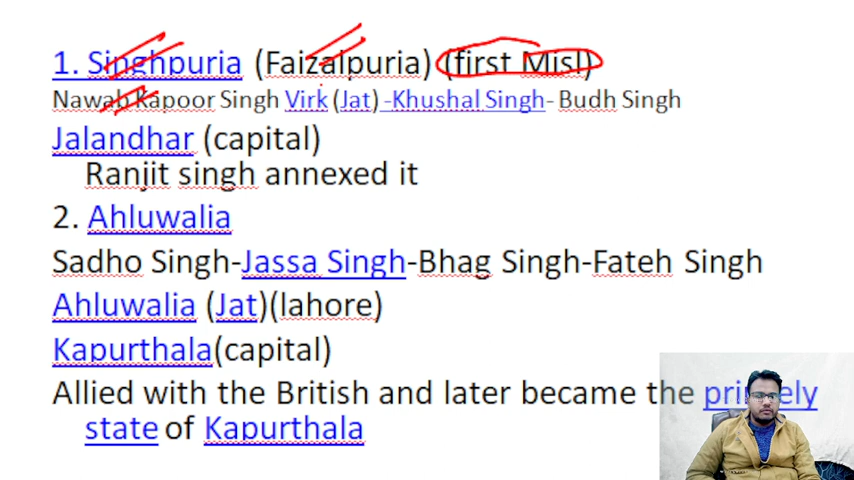 1. Singhpuria (Faizalpuria) (first Misl)
Nawab Kapoor Singh Virk (Jat) -Khushal Singh- Budh Singh
Jalandhar (capital)
Ranjit singh annexed it
2. Ahluwalia
Sadho Singh-Jassa Singh-Bhag Singh-Fateh Singh
Ahluwalia (Jat)(lahore)
Kapurthala(capital)
Allied with the British and later became the princely
state of Kapurthala